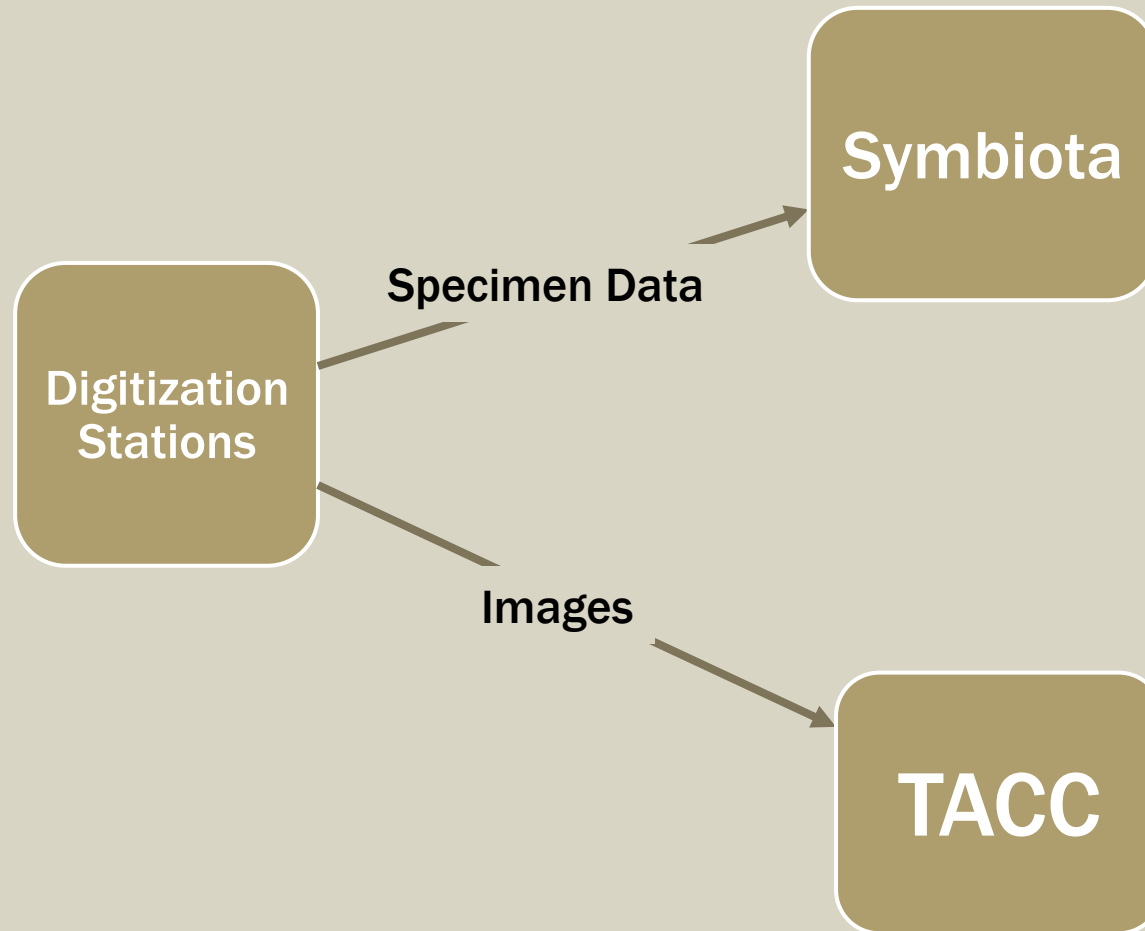 Symbiota
Specimen Data
Digitization
Stations
Images
TACC